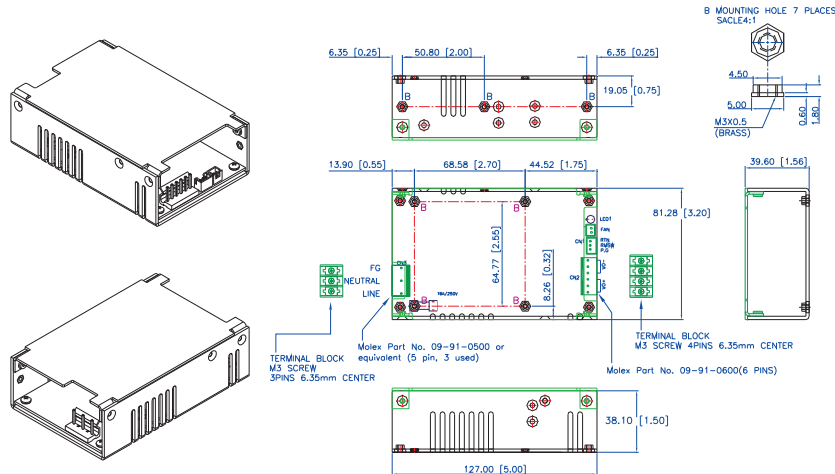 B MOUNTING HOLE 7 PLACES
SACLE4:1
6.35 [0.25]
50.80 [2.00]
6.35 [0.25]
19.05 [0.75]
B
B
B
4.50
5.00
0.60
1.80
M3X0.5
(BRASS)
13.90 [0.55]
68.58 [2.70]
44.52 [1.75]
39.60 [1.56]
B
B
LED1
FAN
CN1
RTN
RMSW
P.G
81.28 [3.20]
64.77 [2.55]
8.26 [0.32]
CN3
CN2
VO-
VO+
FG
NEUTRAL
LINE
B
B
TERMINAL BLOCK
M3 SCREW
3PINS 6.35mm CENTER
Molex Part No. 09-91-0500 or
equivalent (5 pin, 3 used)
TERMINAL BLOCK
M3 SCREW 4PINS 6.35mm CENTER
Molex Part No. 09-91-0600(6 PINS)
38.10 [1.50]
127.00 [5.00]